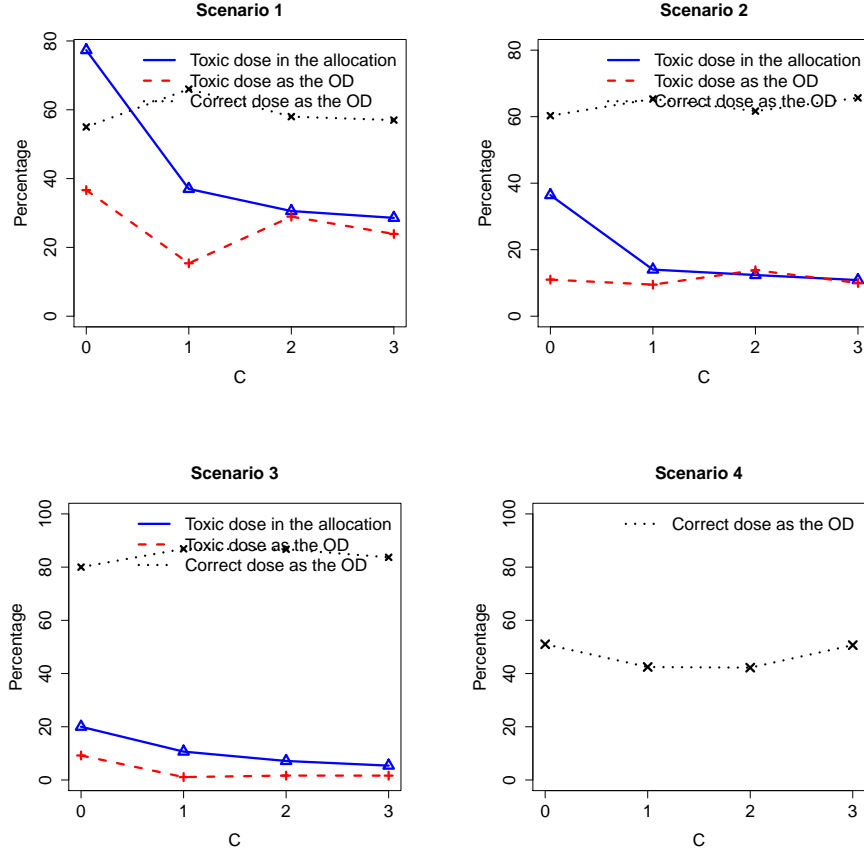 Scenario 1
Percentage
80
60
40
20
0
Toxic dose in the allocation
Toxic dose as the OD
Correct dose as the OD
0 1 2 3
C
Scenario 2
Percentage
80
60
40
20
0
Toxic dose in the allocation
Toxic dose as the OD
Correct dose as the OD
0 1 2 3
C
Scenario 3
Percentage
100
80
60
40
20
0
Toxic dose in the allocation
Toxic dose as the OD
Correct dose as the OD
0 1 2 3
C
Scenario 4
Percentage
100
80
60
40
20
0
Correct dose as the OD
0 1 2 3
C